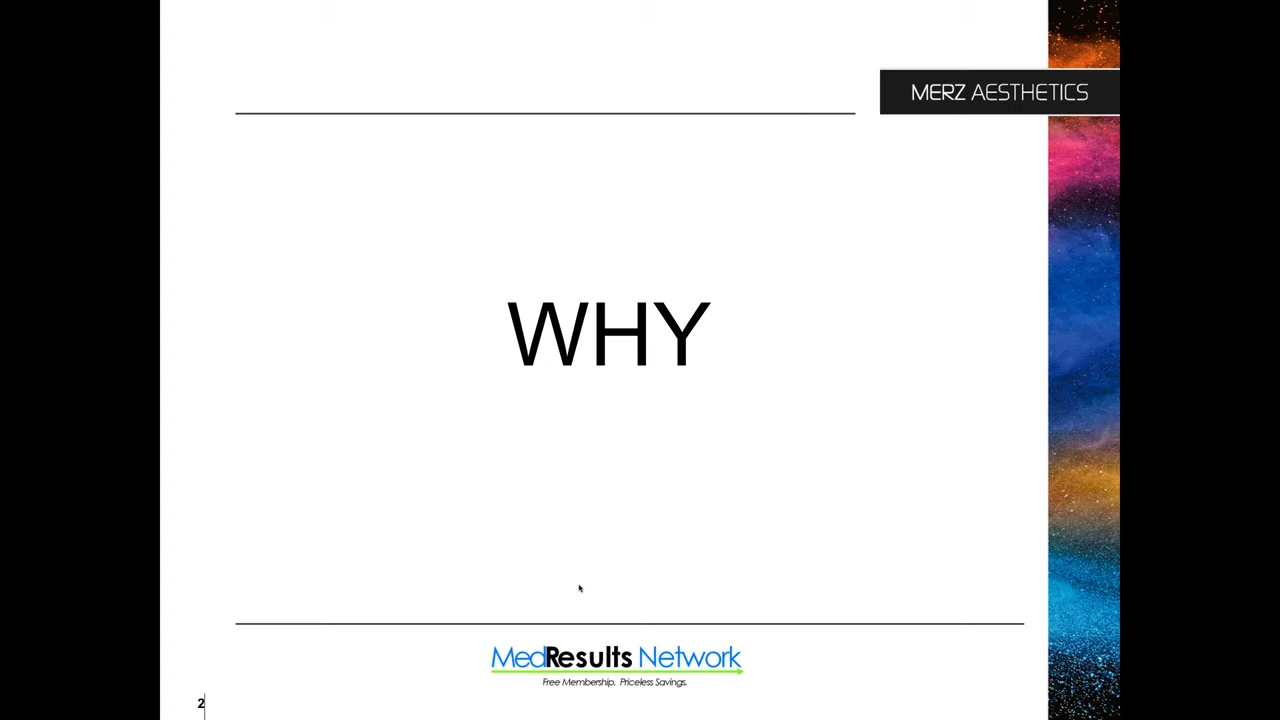 MERZ AESTHETICS
WHY
MedResults Network
Free Membership. Priceless Savings.
2